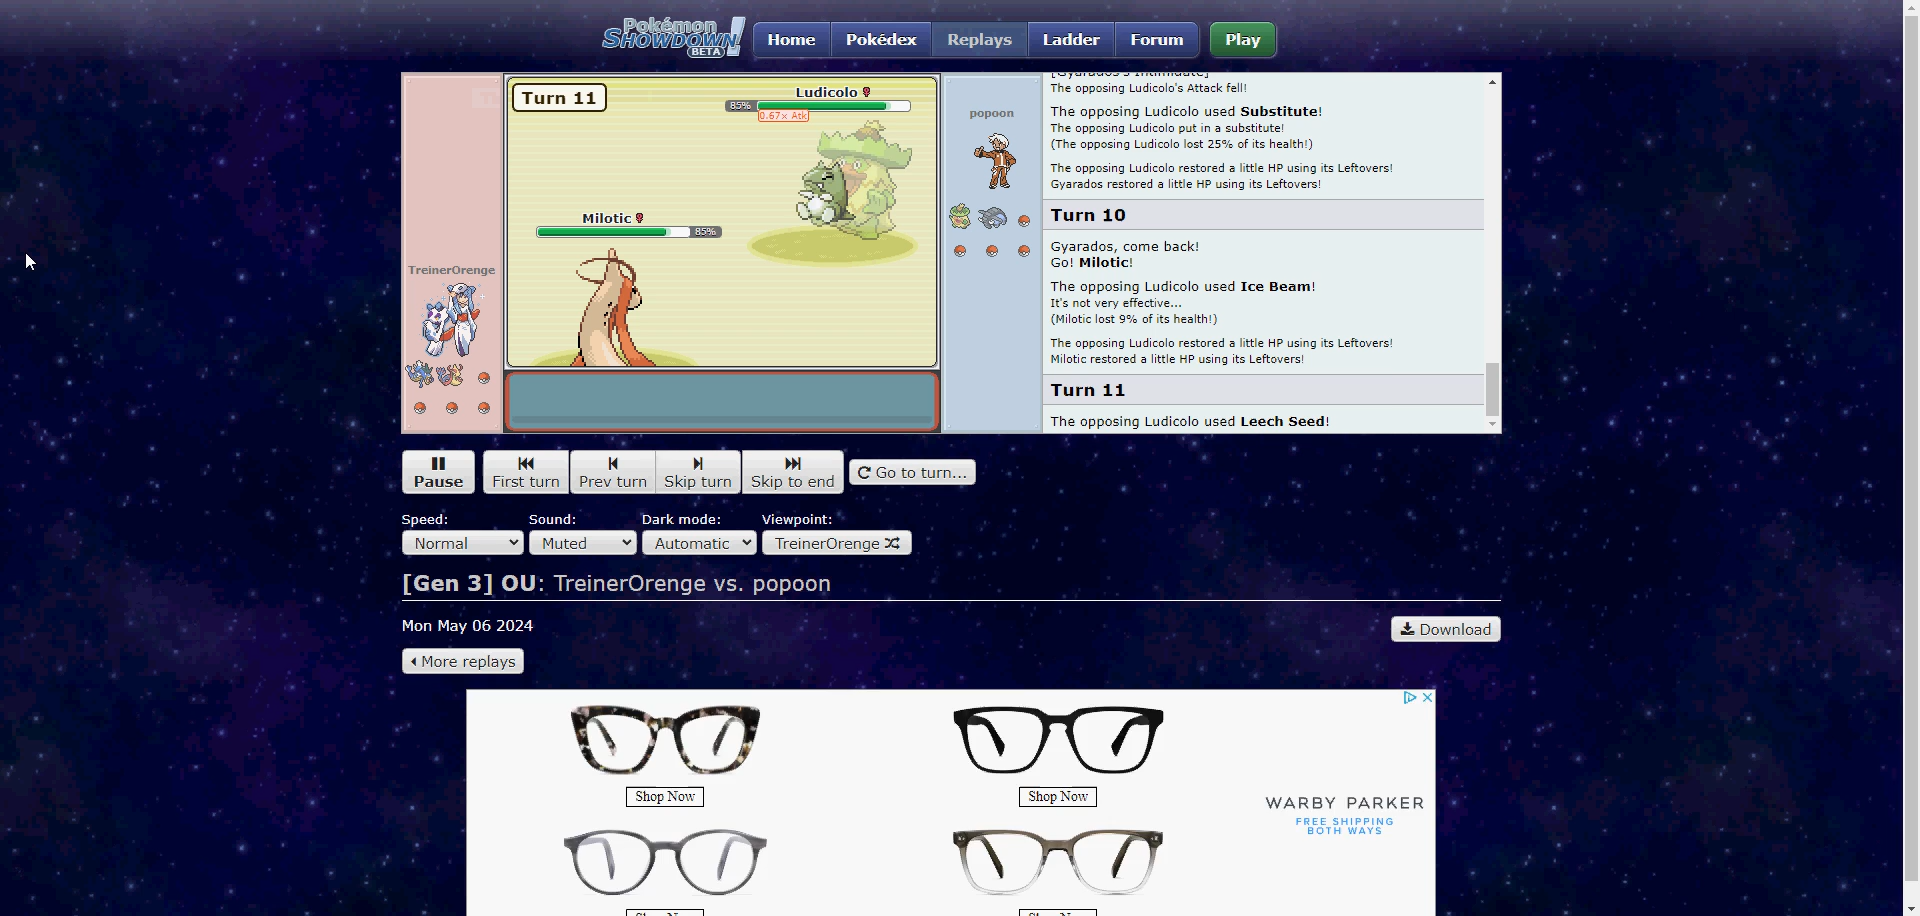 Pokémon
SHOWDOWN!
BETA
Home
Pokédex
Replays
Ladder
Forum
Play
TreinerOrenge
Turn 11
Ludicolo
85%
0.67× Atk
Milotic
85%
popoon
[Gyarados's Intimidate]
The opposing Ludicolo's Attack fell!
The opposing Ludicolo used Substitute!
The opposing Ludicolo put in a substitute!
(The opposing Ludicolo lost 25% of its health!)
The opposing Ludicolo restored a little HP using its Leftovers!
Gyarados restored a little HP using its Leftovers!
Turn 10
Gyarados, come back!
Go! Milotic!
The opposing Ludicolo used Ice Beam!
It's not very effective...
(Milotic lost 9% of its health!)
The opposing Ludicolo restored a little HP using its Leftovers!
Milotic restored a little HP using its Leftovers!
Turn 11
The opposing Ludicolo used Leech Seed!
Pause
First turn
Prev turn
Skip turn
Skip to end
Go to turn...
Speed:
Sound:
Dark mode:
Viewpoint:
Normal
Muted
Automatic
TreinerOrenge
[Gen 3] OU: TreinerOrenge vs. popoon
Mon May 06 2024
Download
More replays
Shop Now
Shop Now
WARBY PARKER
FREE SHIPPING
BOTH WAYS